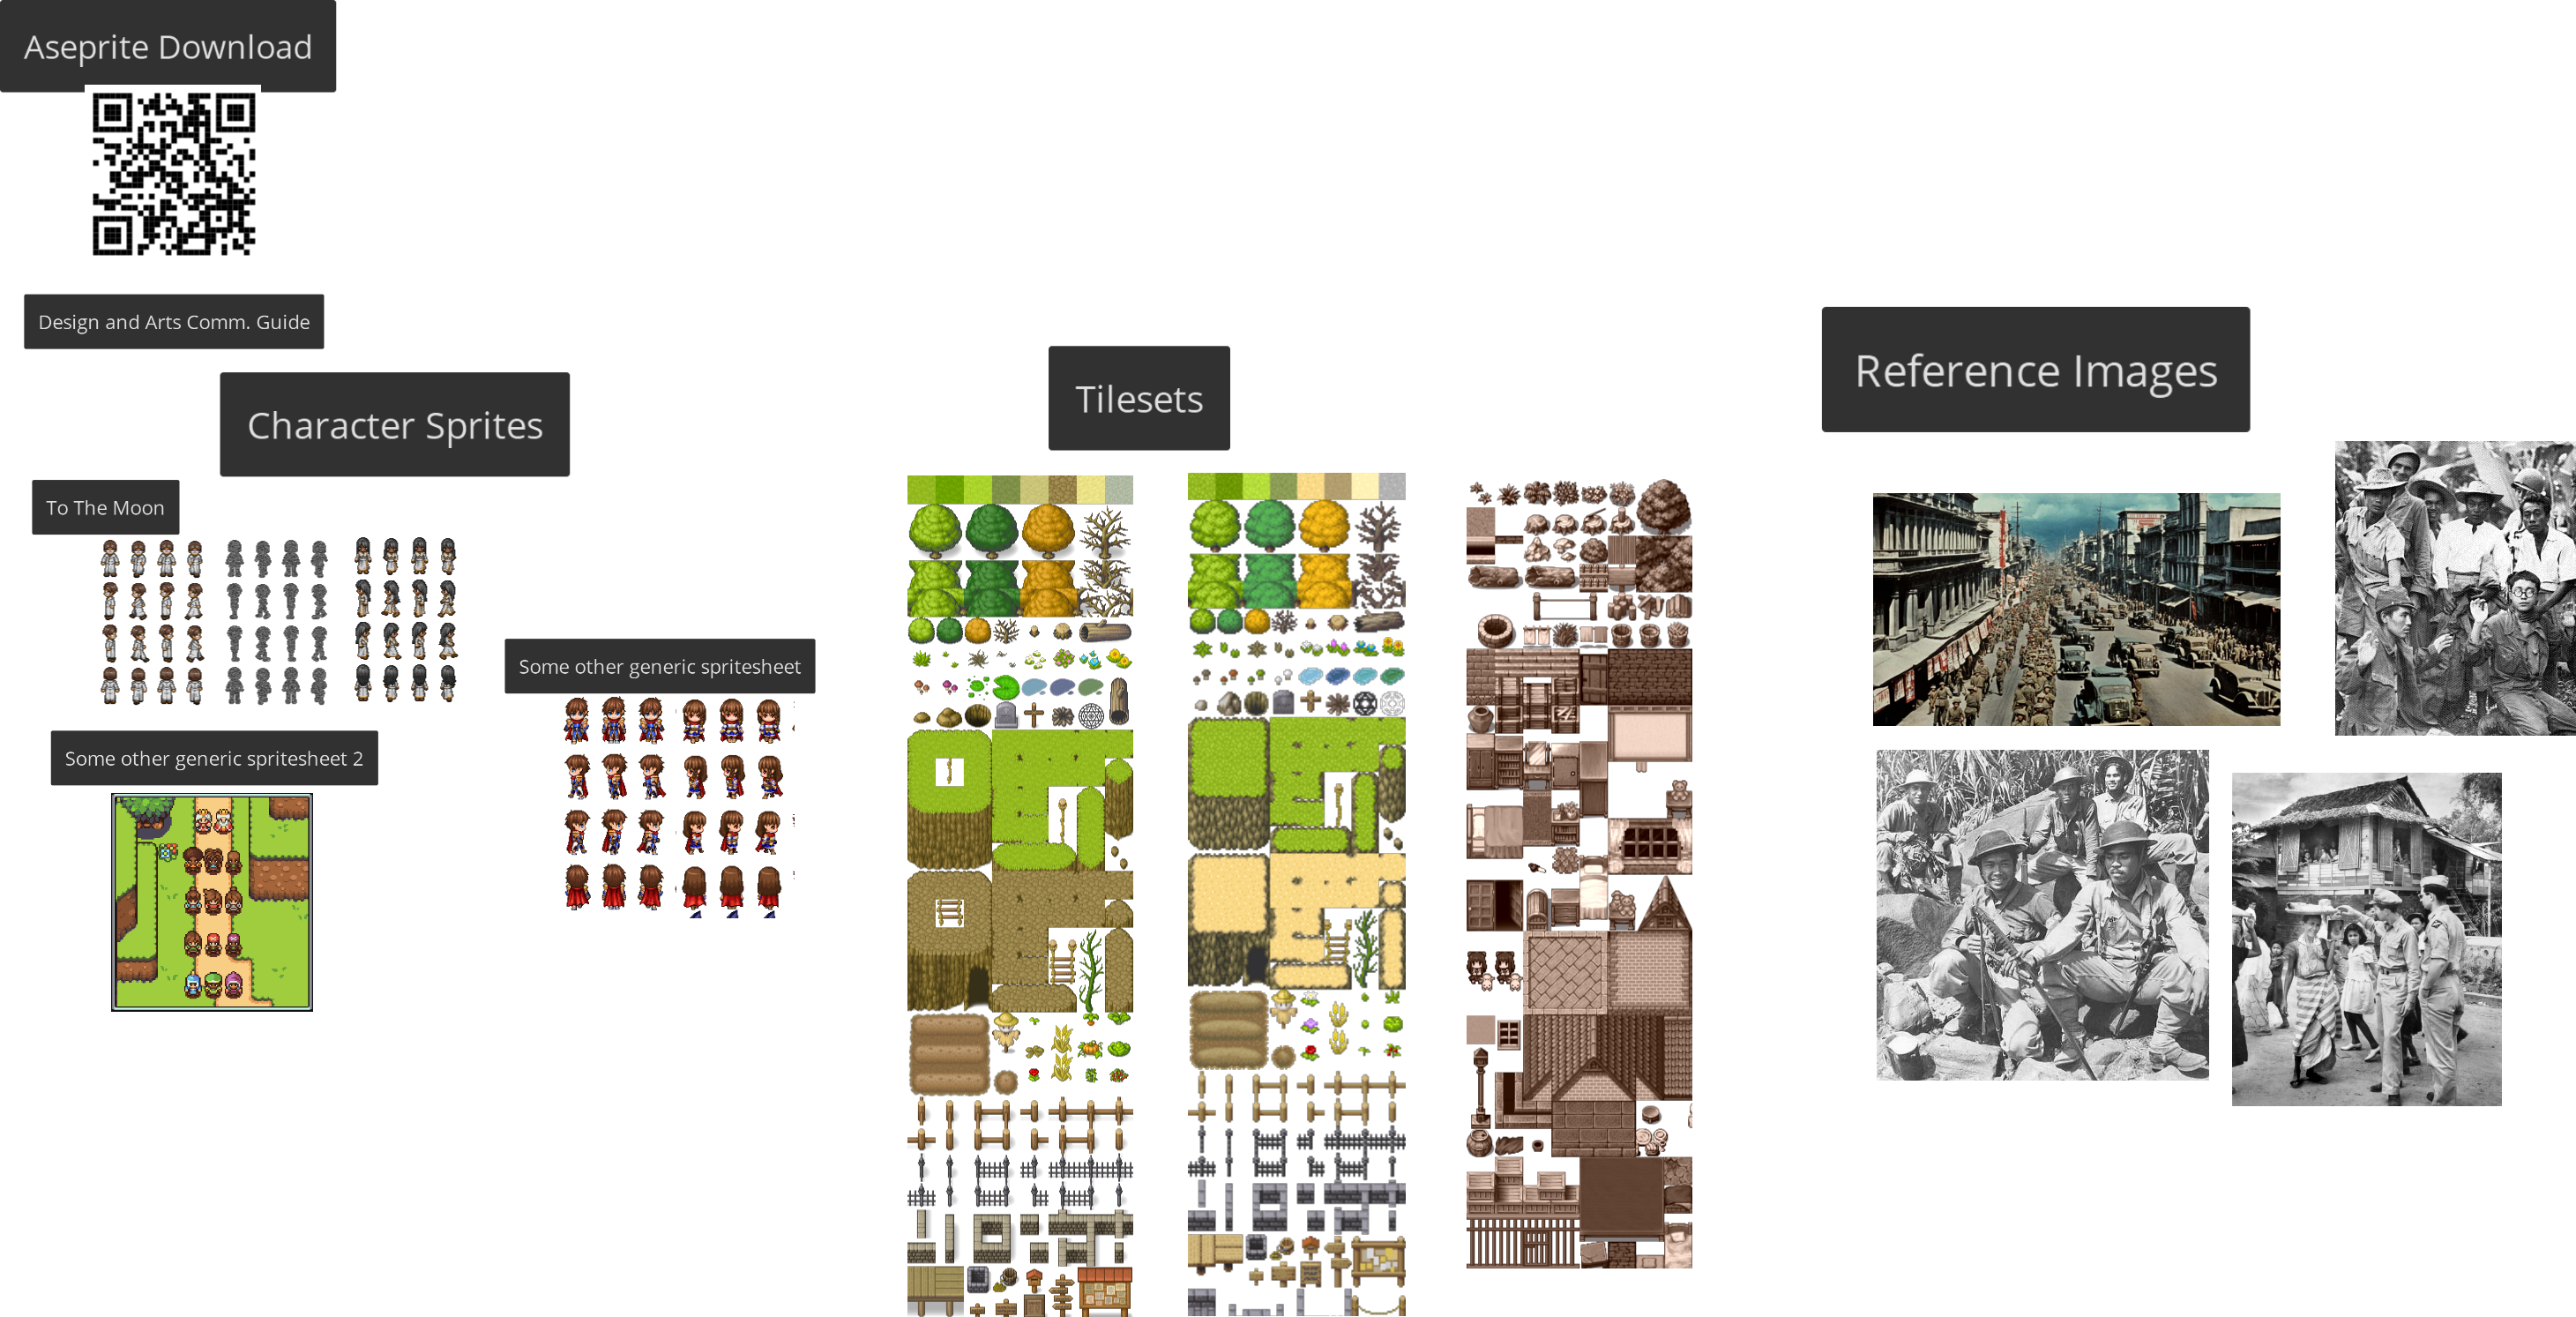 Aseprite Download
Design and Arts Comm. Guide
Character Sprites
To The Moon
Some other generic spritesheet
Some other generic spritesheet 2
Tilesets
Reference Images